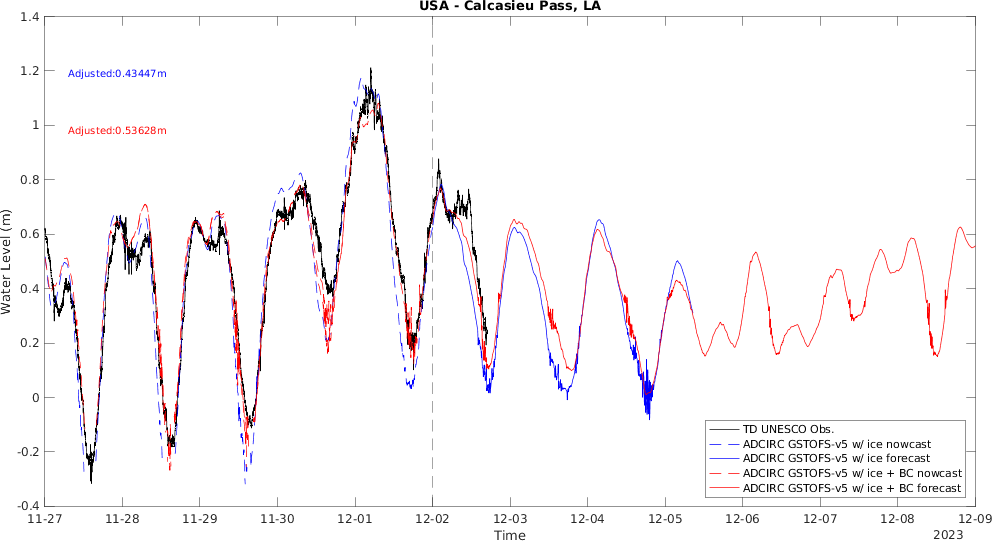 USA - Calcasieu Pass, LA
1.4
1.2
1
0.8
0.6
0.4
0.2
0
-0.2
-0.4
Water Level (m)
Adjusted:0.43447m
Adjusted:0.53628m
TD UNESCO Obs.
ADCIRC GSTOFS-v5 w/ ice nowcast
ADCIRC GSTOFS-v5 w/ ice forecast
ADCIRC GSTOFS-v5 w/ ice + BC nowcast
ADCIRC GSTOFS-v5 w/ ice + BC forecast
11-27 11-28 11-29 11-30 12-01 12-02 12-03 12-04 12-05 12-06 12-07 12-08 12-09
Time
2023